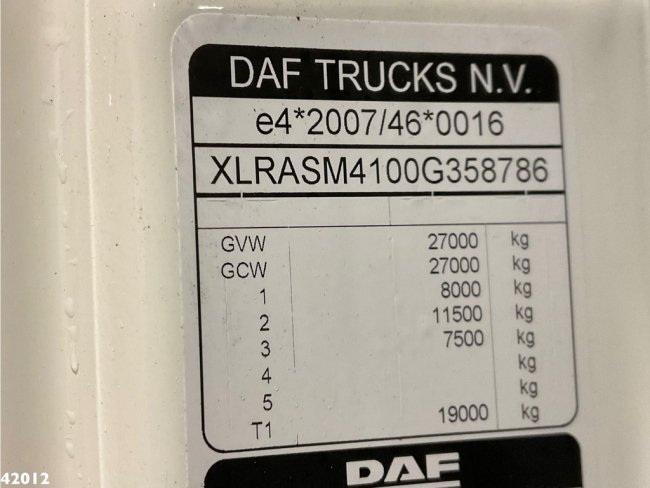 DAF TRUCKS N.V.
e4*2007/46*0016
XLRASM4100G358786
GVW 27000 kg
GCW 27000 kg
1 8000 kg
2 11500 kg
3 7500 kg
4 kg
5 kg
T1 19000 kg
DAF
42012